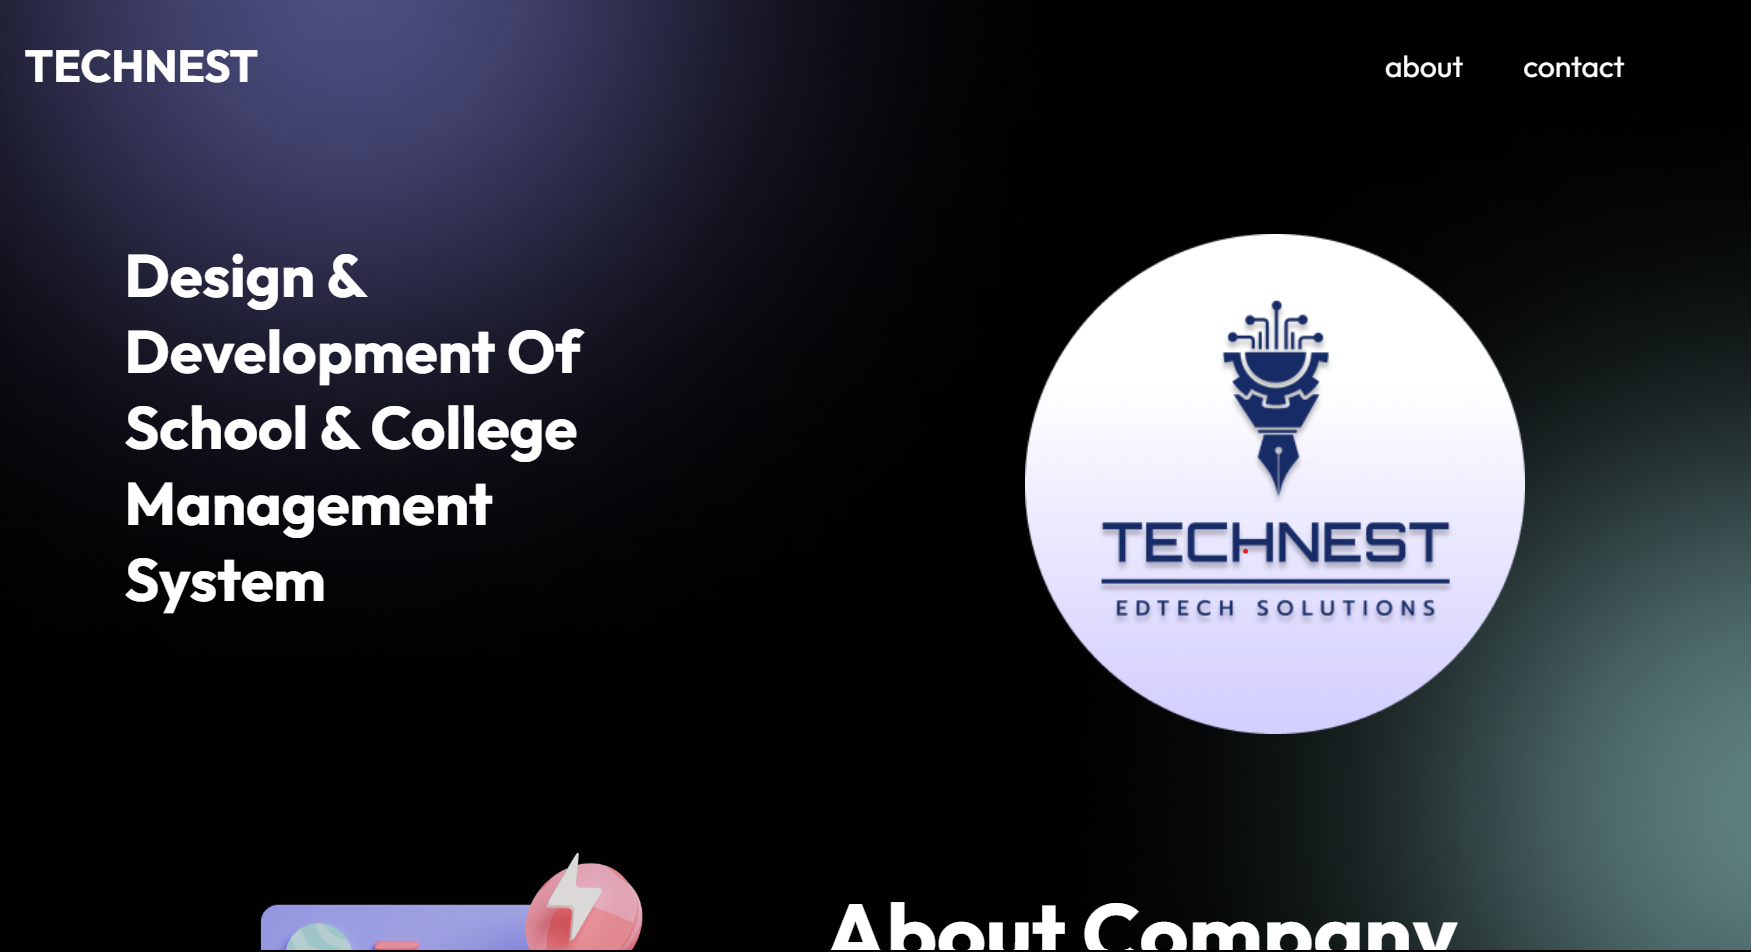 TECHNEST
about contact
Design &
Development Of
School & College
Management
System
TECHNEST
EDTECH SOLUTIONS
About Company